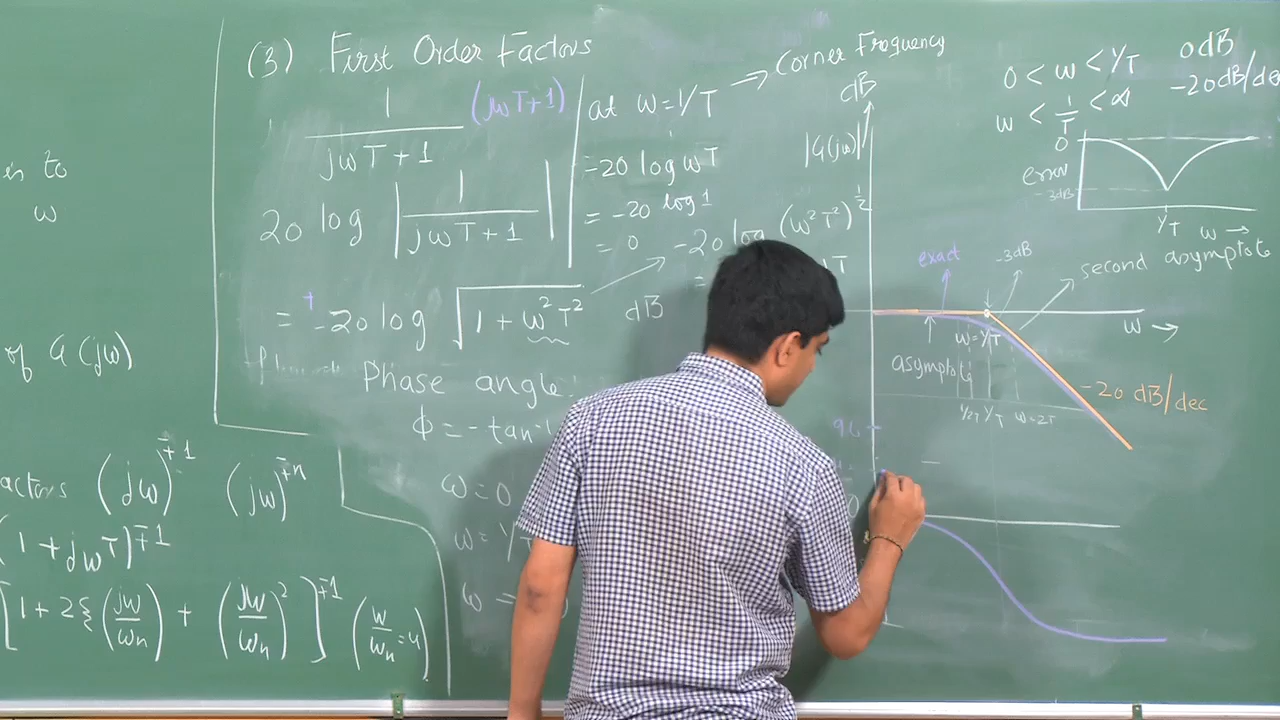 (3) First Order Factors
1 / (jωT + 1)
(jωT+1)
20 log | 1 / (jωT + 1) |
= + -20 log √(1 + ω²T²) dB
Phase angle
ϕ = - tan⁻¹
ω = 0
ω = 1/T
ω →
at ω = 1/T → Corner Frequency
-20 log ωT
= -20 log 1
= 0
-20 log (ω²T²)^½
=
dB
|G(jω)|
0 < ω < 1/T 0dB
ω < 1/T < ∞ -20dB/dec
0
error
-3dB
1/T ω →
exact
-3dB
second asymptote
ω →
ω = 1/T
asymptote
1/2T 1/T ω=2T
-20 dB/dec
90
0
to
ω
of G(jω)
actors (jω)^∓1 (jω)^∓n
(1 + jωT)^∓1
[1 + 2ξ(jω/ωn) + (jω/ωn)²]^∓1 (ω/ωn = u)